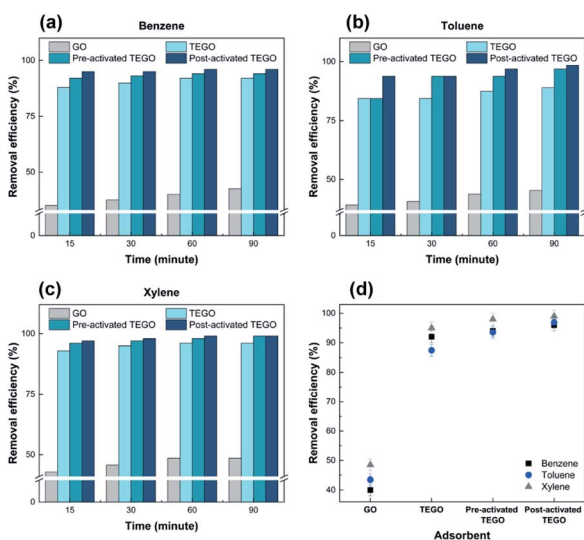 (a)
Benzene
GO
TEGO
Pre-activated TEGO
Post-activated TEGO
Removal efficiency (%)
100
75
50
0
15
30
60
90
Time (minute)
(b)
Toluene
GO
TEGO
Pre-activated TEGO
Post-activated TEGO
Removal efficiency (%)
100
75
50
0
15
30
60
90
Time (minute)
(c)
Xylene
GO
TEGO
Pre-activated TEGO
Post-activated TEGO
Removal efficiency (%)
100
75
50
0
15
30
60
90
Time (minute)
(d)
Removal efficiency (%)
100
90
80
70
60
50
40
Benzene
Toluene
Xylene
GO
TEGO
Pre-activated
TEGO
Post-activated
TEGO
Adsorbent